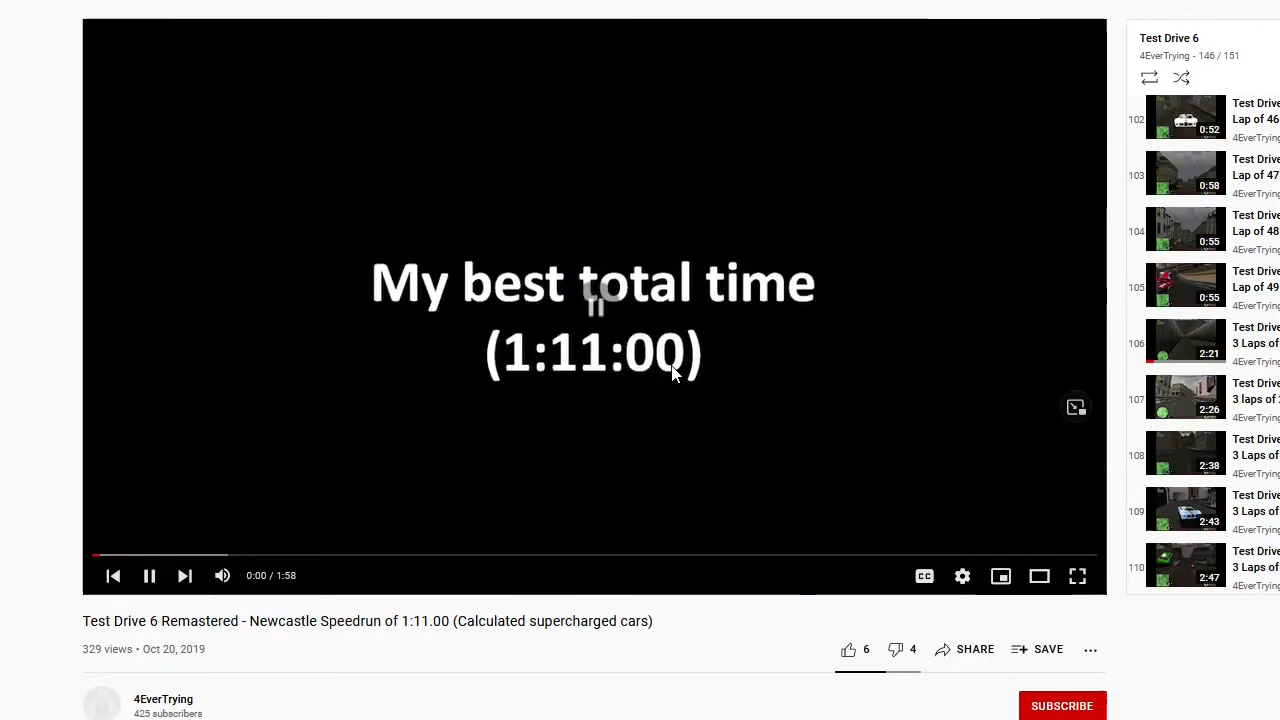 My best total time
(1:11:00)
0:00 / 1:58
CC
Test Drive 6 Remastered - Newcastle Speedrun of 1:11.00 (Calculated supercharged cars)
329 views • Oct 20, 2019
6
4
SHARE
SAVE
4EverTrying
425 subscribers
SUBSCRIBE
Test Drive 6
4EverTrying - 146 / 151
102
0:52
Test Drive
Lap of 46
4EverTrying
103
0:58
Test Drive
Lap of 47
4EverTrying
104
0:55
Test Drive
Lap of 48
4EverTrying
105
0:55
Test Drive
Lap of 49
4EverTrying
106
2:21
Test Drive
3 Laps of
4EverTrying
107
2:26
Test Drive
3 laps of
4EverTrying
108
2:38
Test Drive
3 Laps of
4EverTrying
109
2:43
Test Drive
3 Laps of
4EverTrying
110
2:47
Test Drive
3 Laps of